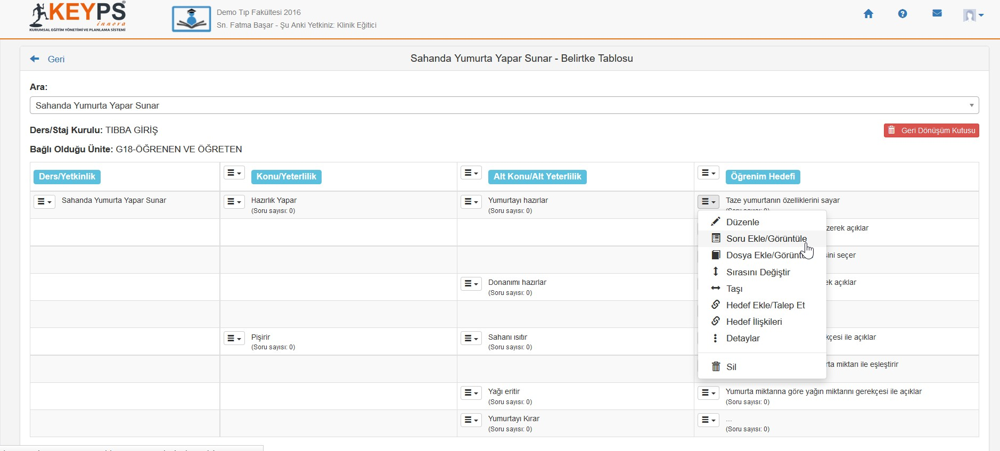 KEYPS
innova
KURUMSAL EĞİTİM YÖNETİMİ VE PLANLAMA SİSTEMİ
Demo Tıp Fakültesi 2016
Sn. Fatma Başar - Şu Anki Yetkiniz: Klinik Eğitici
Geri
Sahanda Yumurta Yapar Sunar - Belirtke Tablosu
Ara:
Sahanda Yumurta Yapar Sunar
Ders/Staj Kurulu: TIBBA GİRİŞ
Geri Dönüşüm Kutusu
Bağlı Olduğu Ünite: G18-ÖĞRENEN VE ÖĞRETEN
Ders/Yetkinlik Konu/Yeterlilik Alt Konu/Alt Yeterlilik Öğrenim Hedefi
Sahanda Yumurta Yapar Sunar Hazırlık Yapar Yumurtayı hazırlar Taze yumurtanın özelliklerini sayar
(Soru sayısı: 0) (Soru sayısı: 0) (Soru sayısı: 0)
Düzenle
zerek açıklar
Soru Ekle/Görüntüle
Dosya Ekle/Görüntü
sini seçer
Sırasını Değiştir
Donanımı hazırlar
ek açıklar
(Soru sayısı: 0)
Taşı
Hedef Ekle/Talep Et
Hedef İlişkileri
Pişirir Sahanı ısıtır
kçesi ile açıklar
(Soru sayısı: 0) (Soru sayısı: 0)
Detaylar
rta miktarı ile eşleştirir
Sil
Yağı eritir Yumurta miktarına göre yağın miktarını gerekçesi ile açıklar
(Soru sayısı: 0) (Soru sayısı: 0)
Yumurtayı Kırar ...
(Soru sayısı: 0) (Soru sayısı: 0)